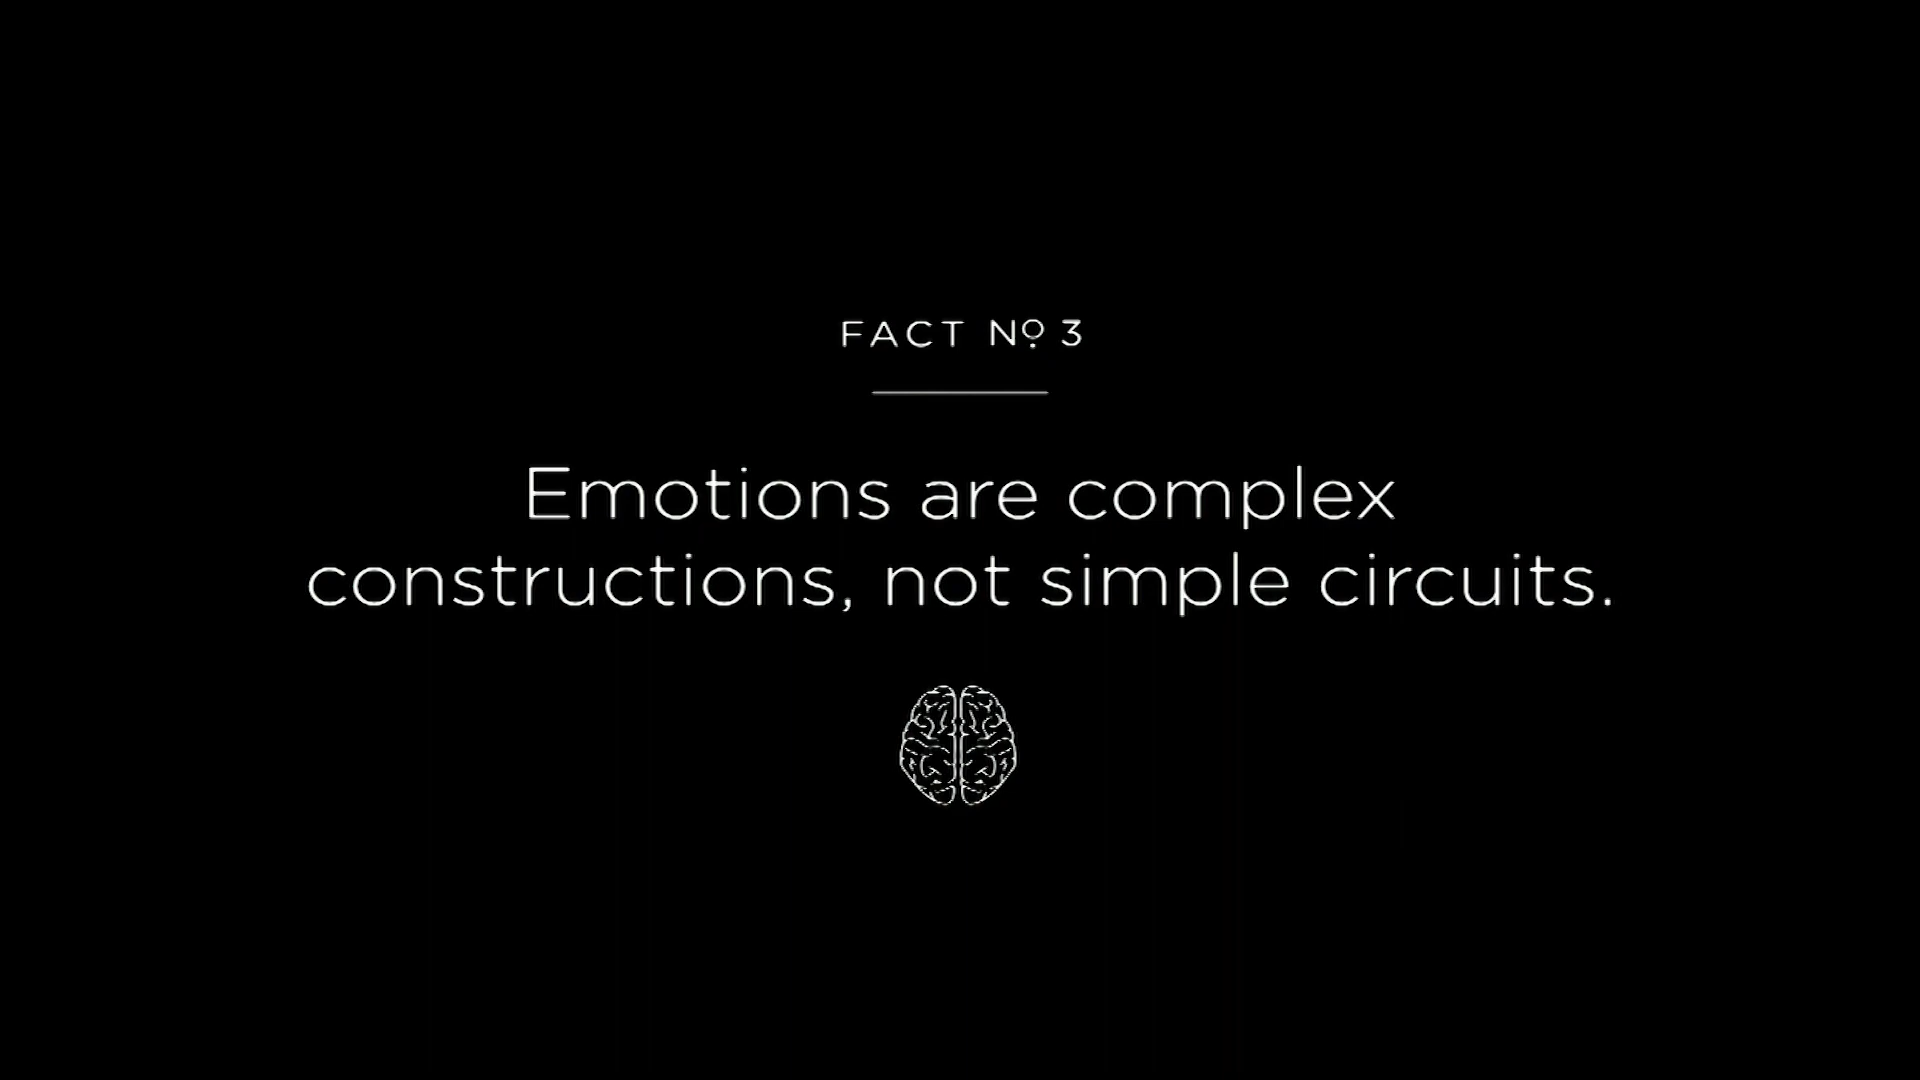 FACT Nº 3
Emotions are complex
constructions, not simple circuits.